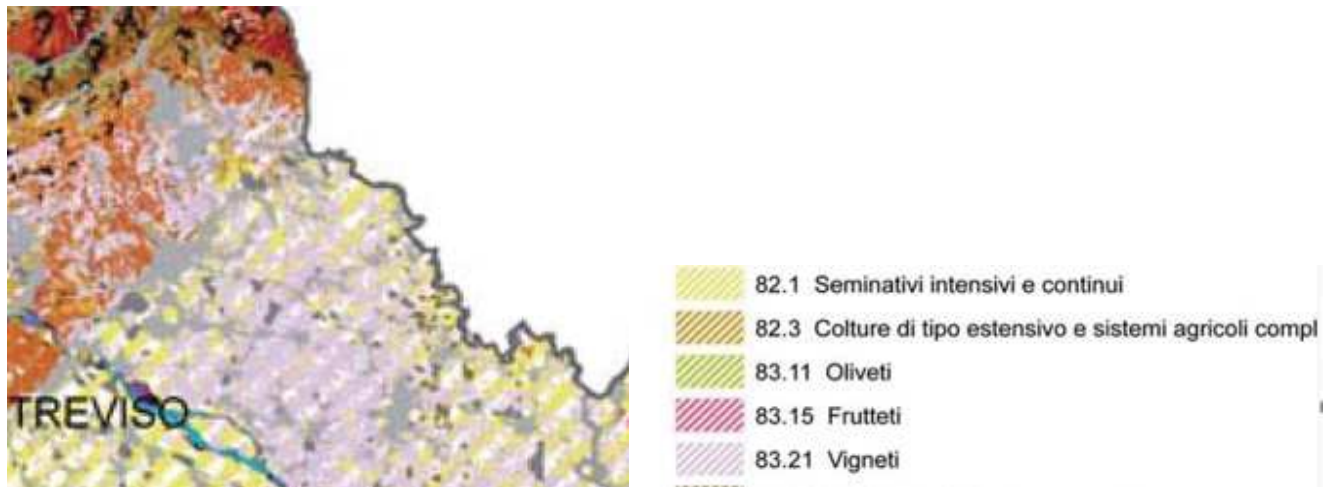 TREVISO
82.1 Seminativi intensivi e continui
82.3 Colture di tipo estensivo e sistemi agricoli compl
83.11 Oliveti
83.15 Frutteti
83.21 Vigneti